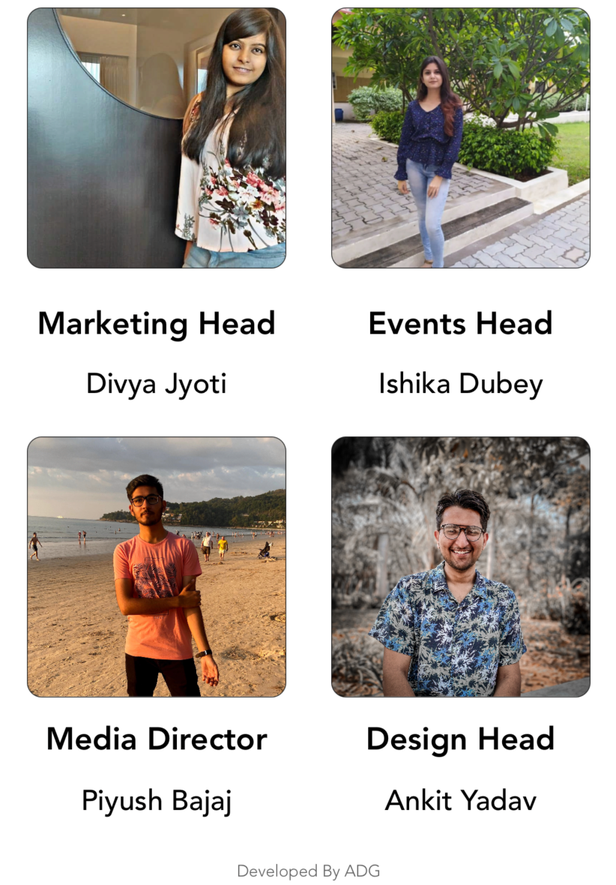 Marketing Head
Divya Jyoti
Events Head
Ishika Dubey
Media Director
Piyush Bajaj
Design Head
Ankit Yadav
Developed By ADG